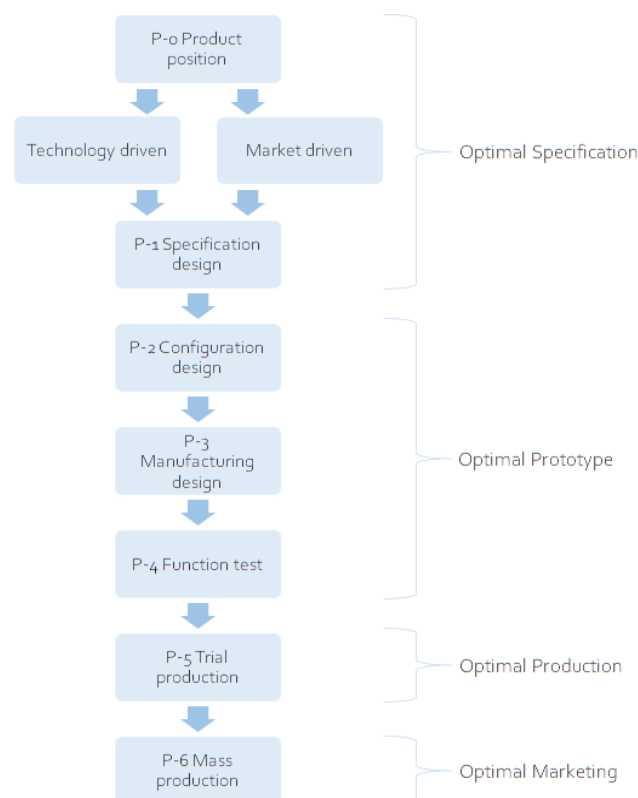 P-0 Product
position
Technology driven
Market driven
Optimal Specification
P-1 Specification
design
P-2 Configuration
design
P-3
Manufacturing
design
Optimal Prototype
P-4 Function test
P-5 Trial
production
Optimal Production
P-6 Mass
production
Optimal Marketing